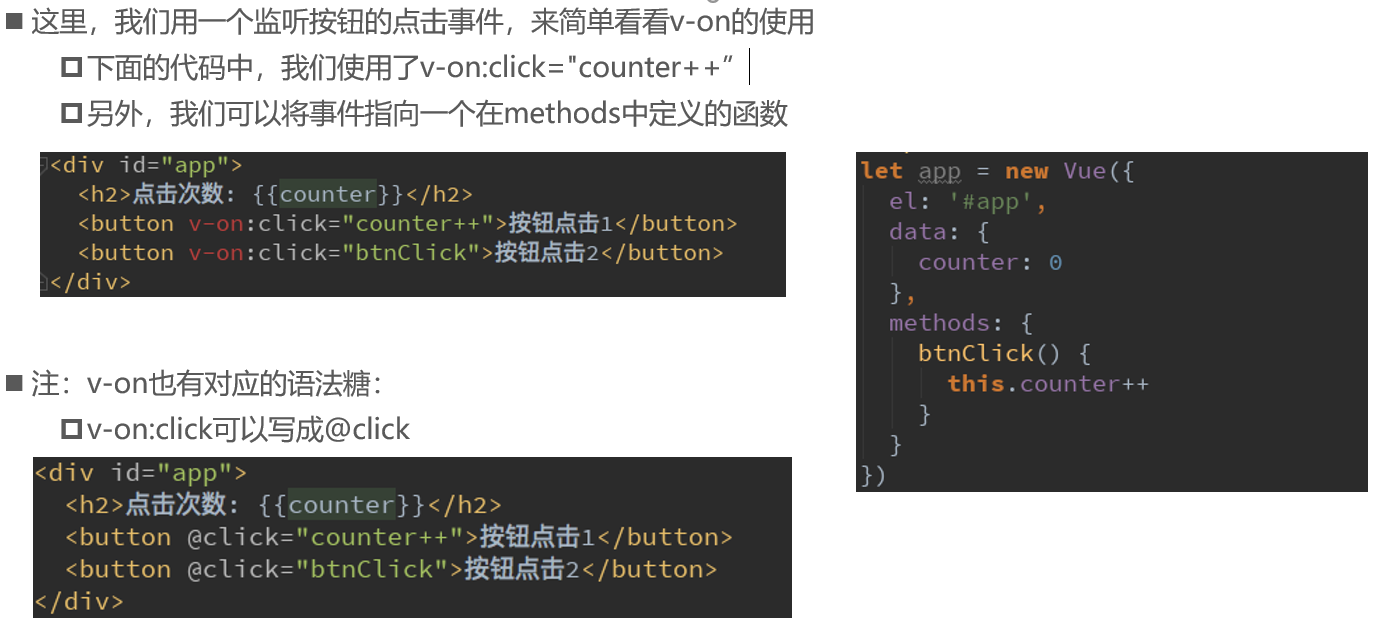 ■ 这里，我们用一个监听按钮的点击事件，来简单看看v-on的使用
下面的代码中，我们使用了v-on:click="counter++”
另外，我们可以将事件指向一个在methods中定义的函数
<div id="app">
  <h2>点击次数: {{counter}}</h2>
  <button v-on:click="counter++">按钮点击1</button>
  <button v-on:click="btnClick">按钮点击2</button>
</div>
let app = new Vue({
  el: '#app',
  data: {
    counter: 0
  },
  methods: {
    btnClick() {
      this.counter++
    }
  }
})
■ 注：v-on也有对应的语法糖：
v-on:click可以写成@click
<div id="app">
  <h2>点击次数: {{counter}}</h2>
  <button @click="counter++">按钮点击1</button>
  <button @click="btnClick">按钮点击2</button>
</div>